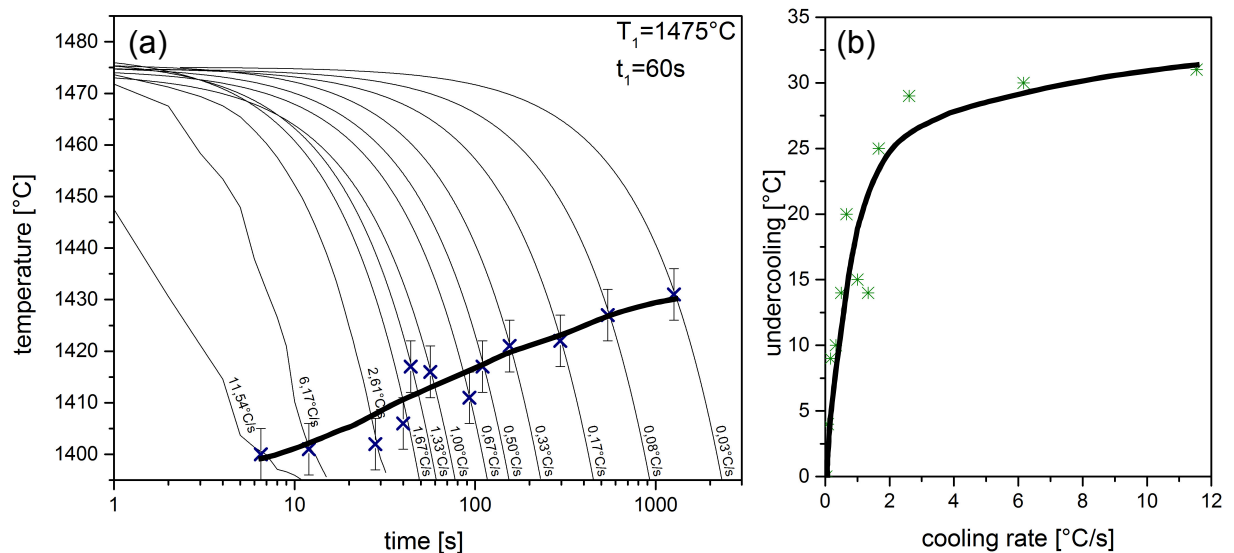 (a)
T1=1475°C
t1=60s
1480
1470
1460
1450
1440
1430
1420
1410
1400
temperature [°C]
11,54°C/s
6,17°C/s
2,61°C/s
1,67°C/s
1,33°C/s
1,00°C/s
0,67°C/s
0,50°C/s
0,33°C/s
0,17°C/s
0,08°C/s
0,03°C/s
1
10
100
1000
time [s]
(b)
35
30
25
20
15
10
5
0
undercooling [°C]
0
2
4
6
8
10
12
cooling rate [°C/s]